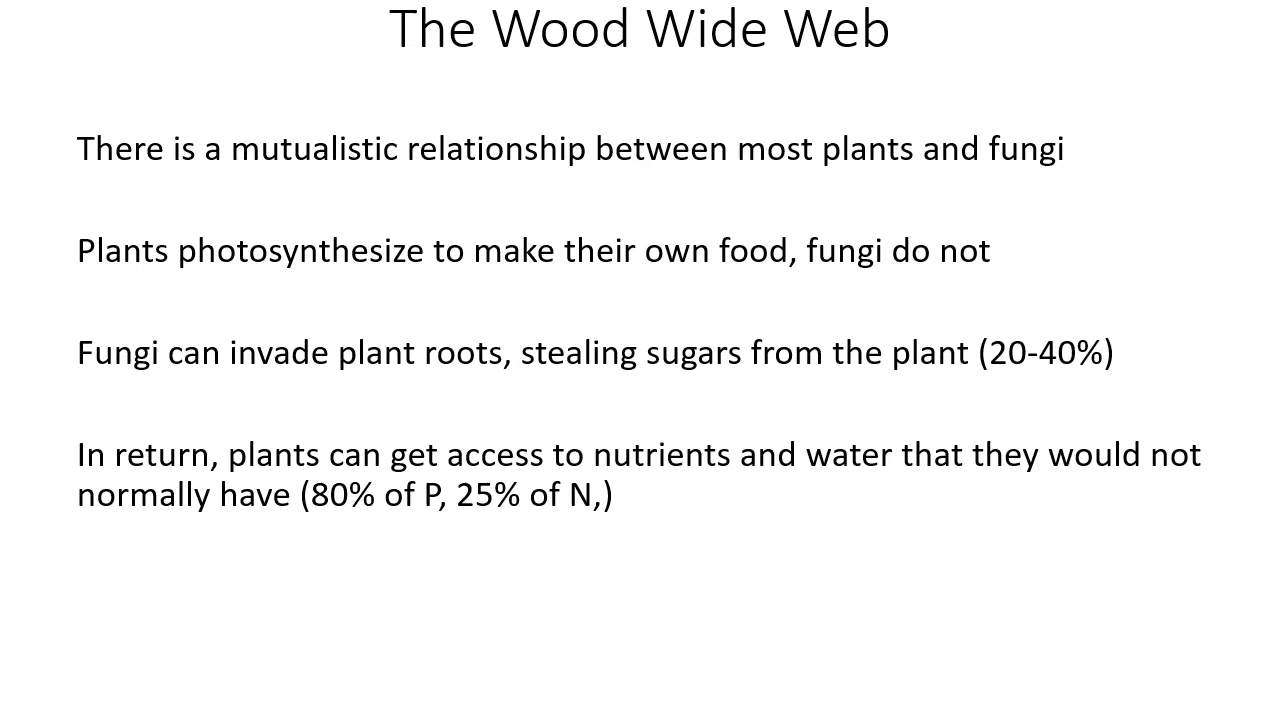 The Wood Wide Web
There is a mutualistic relationship between most plants and fungi
Plants photosynthesize to make their own food, fungi do not
Fungi can invade plant roots, stealing sugars from the plant (20-40%)
In return, plants can get access to nutrients and water that they would not
normally have (80% of P, 25% of N,)